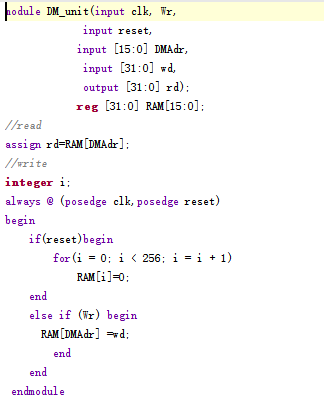 module DM_unit(input clk, Wr,
input reset,
input [15:0] DMAdr,
input [31:0] wd,
output [31:0] rd);
reg [31:0] RAM[15:0];
//read
assign rd=RAM[DMAdr];
//write
integer i;
always @ (posedge clk,posedge reset)
begin
if(reset)begin
for(i = 0; i < 256; i = i + 1)
RAM[i]=0;
end
else if (Wr) begin
RAM[DMAdr] =wd;
end
end
endmodule